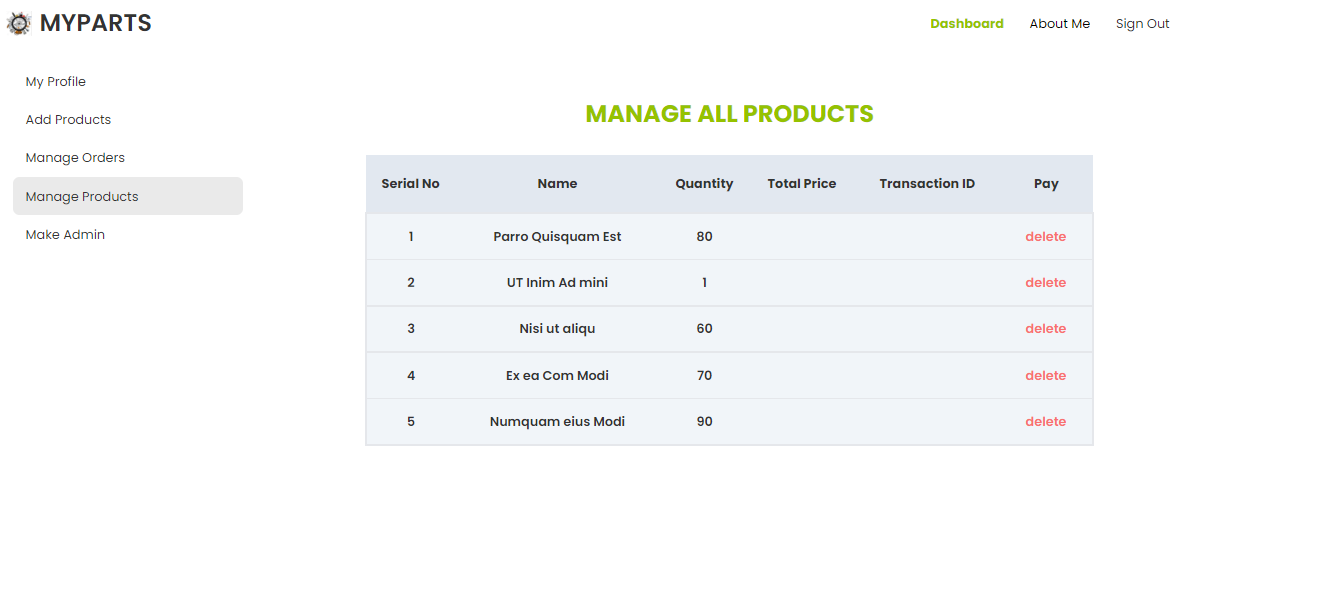 MYPARTS
Dashboard About Me Sign Out
My Profile
Add Products
Manage Orders
Manage Products
Make Admin
MANAGE ALL PRODUCTS
Serial No Name Quantity Total Price Transaction ID Pay
1 Parro Quisquam Est 80 delete
2 UT Inim Ad mini 1 delete
3 Nisi ut aliqu 60 delete
4 Ex ea Com Modi 70 delete
5 Numquam eius Modi 90 delete